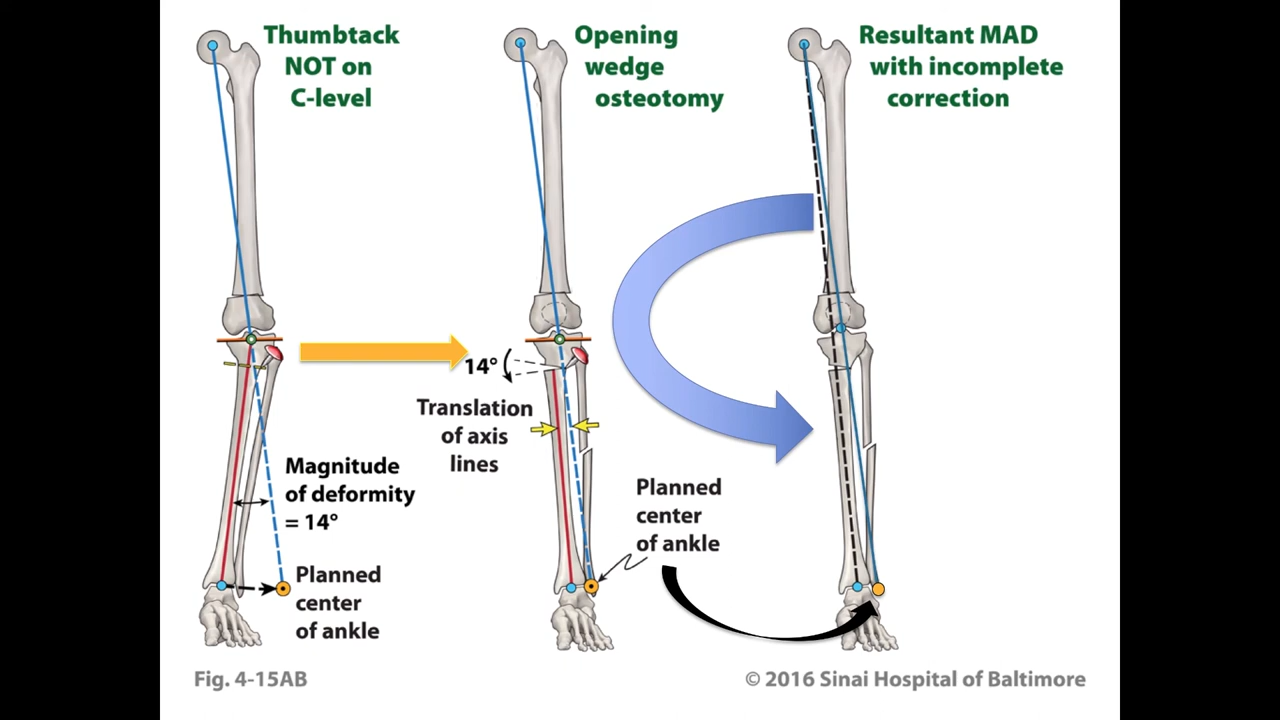 Thumbtack
NOT on
C-level
Opening
wedge
osteotomy
Resultant MAD
with incomplete
correction
14°
Translation
of axis
lines
Magnitude
of deformity
= 14°
Planned
center
of ankle
Planned
center
of ankle
Fig. 4-15AB
© 2016 Sinai Hospital of Baltimore